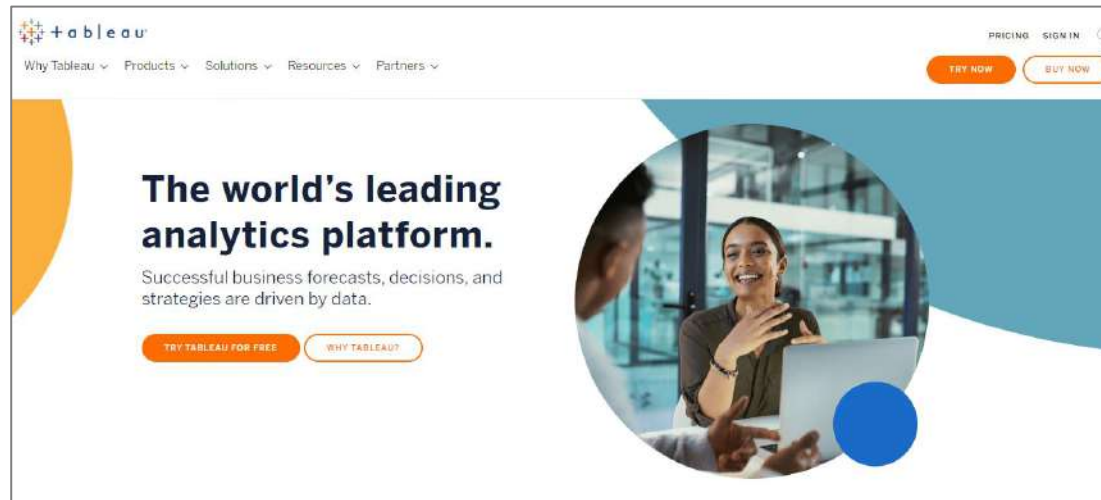 + a b l e a u
PRICING SIGN IN
Why Tableau Products Solutions Resources Partners
TRY NOW BUY NOW
The world's leading
analytics platform.
Successful business forecasts, decisions, and
strategies are driven by data.
TRY TABLEAU FOR FREE WHY TABLEAU?